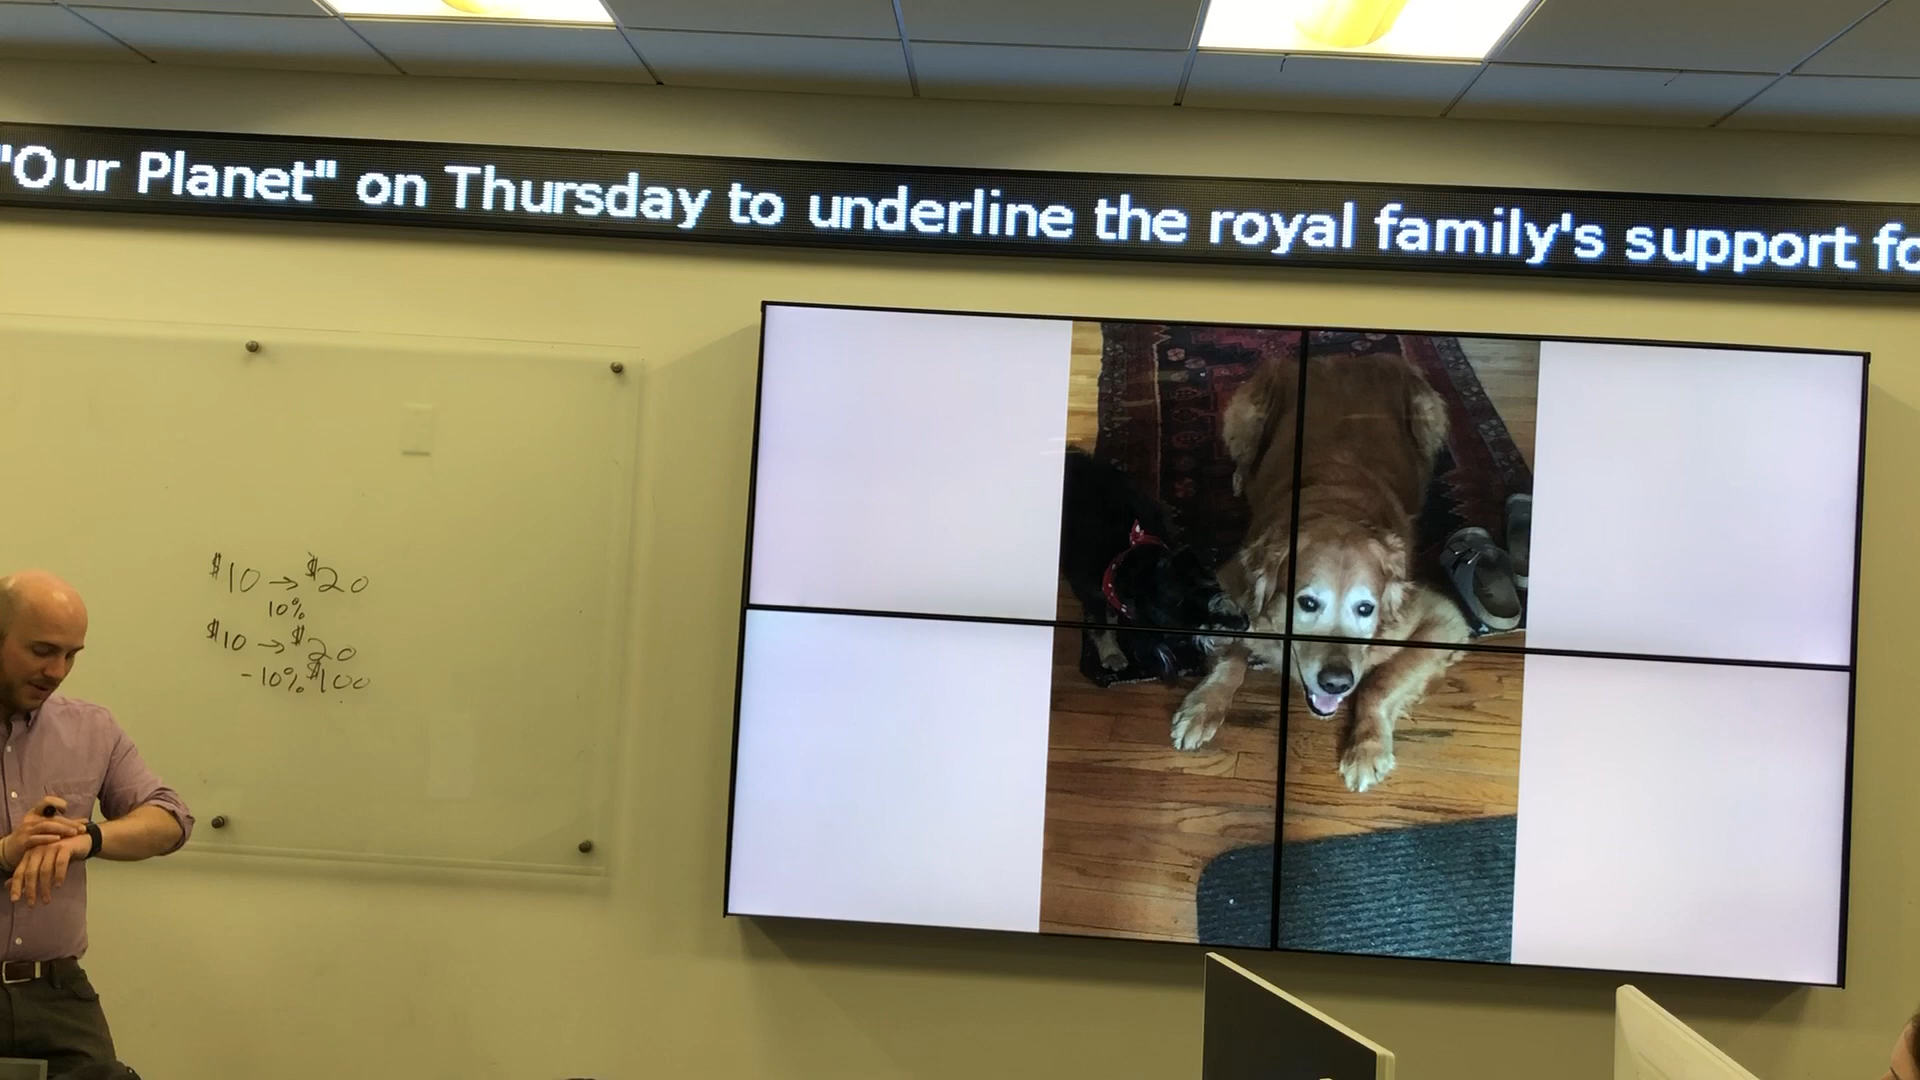 "Our Planet" on Thursday to underline the royal family's support fo
$10 → $20
10%
$10 → $20
-10% $100